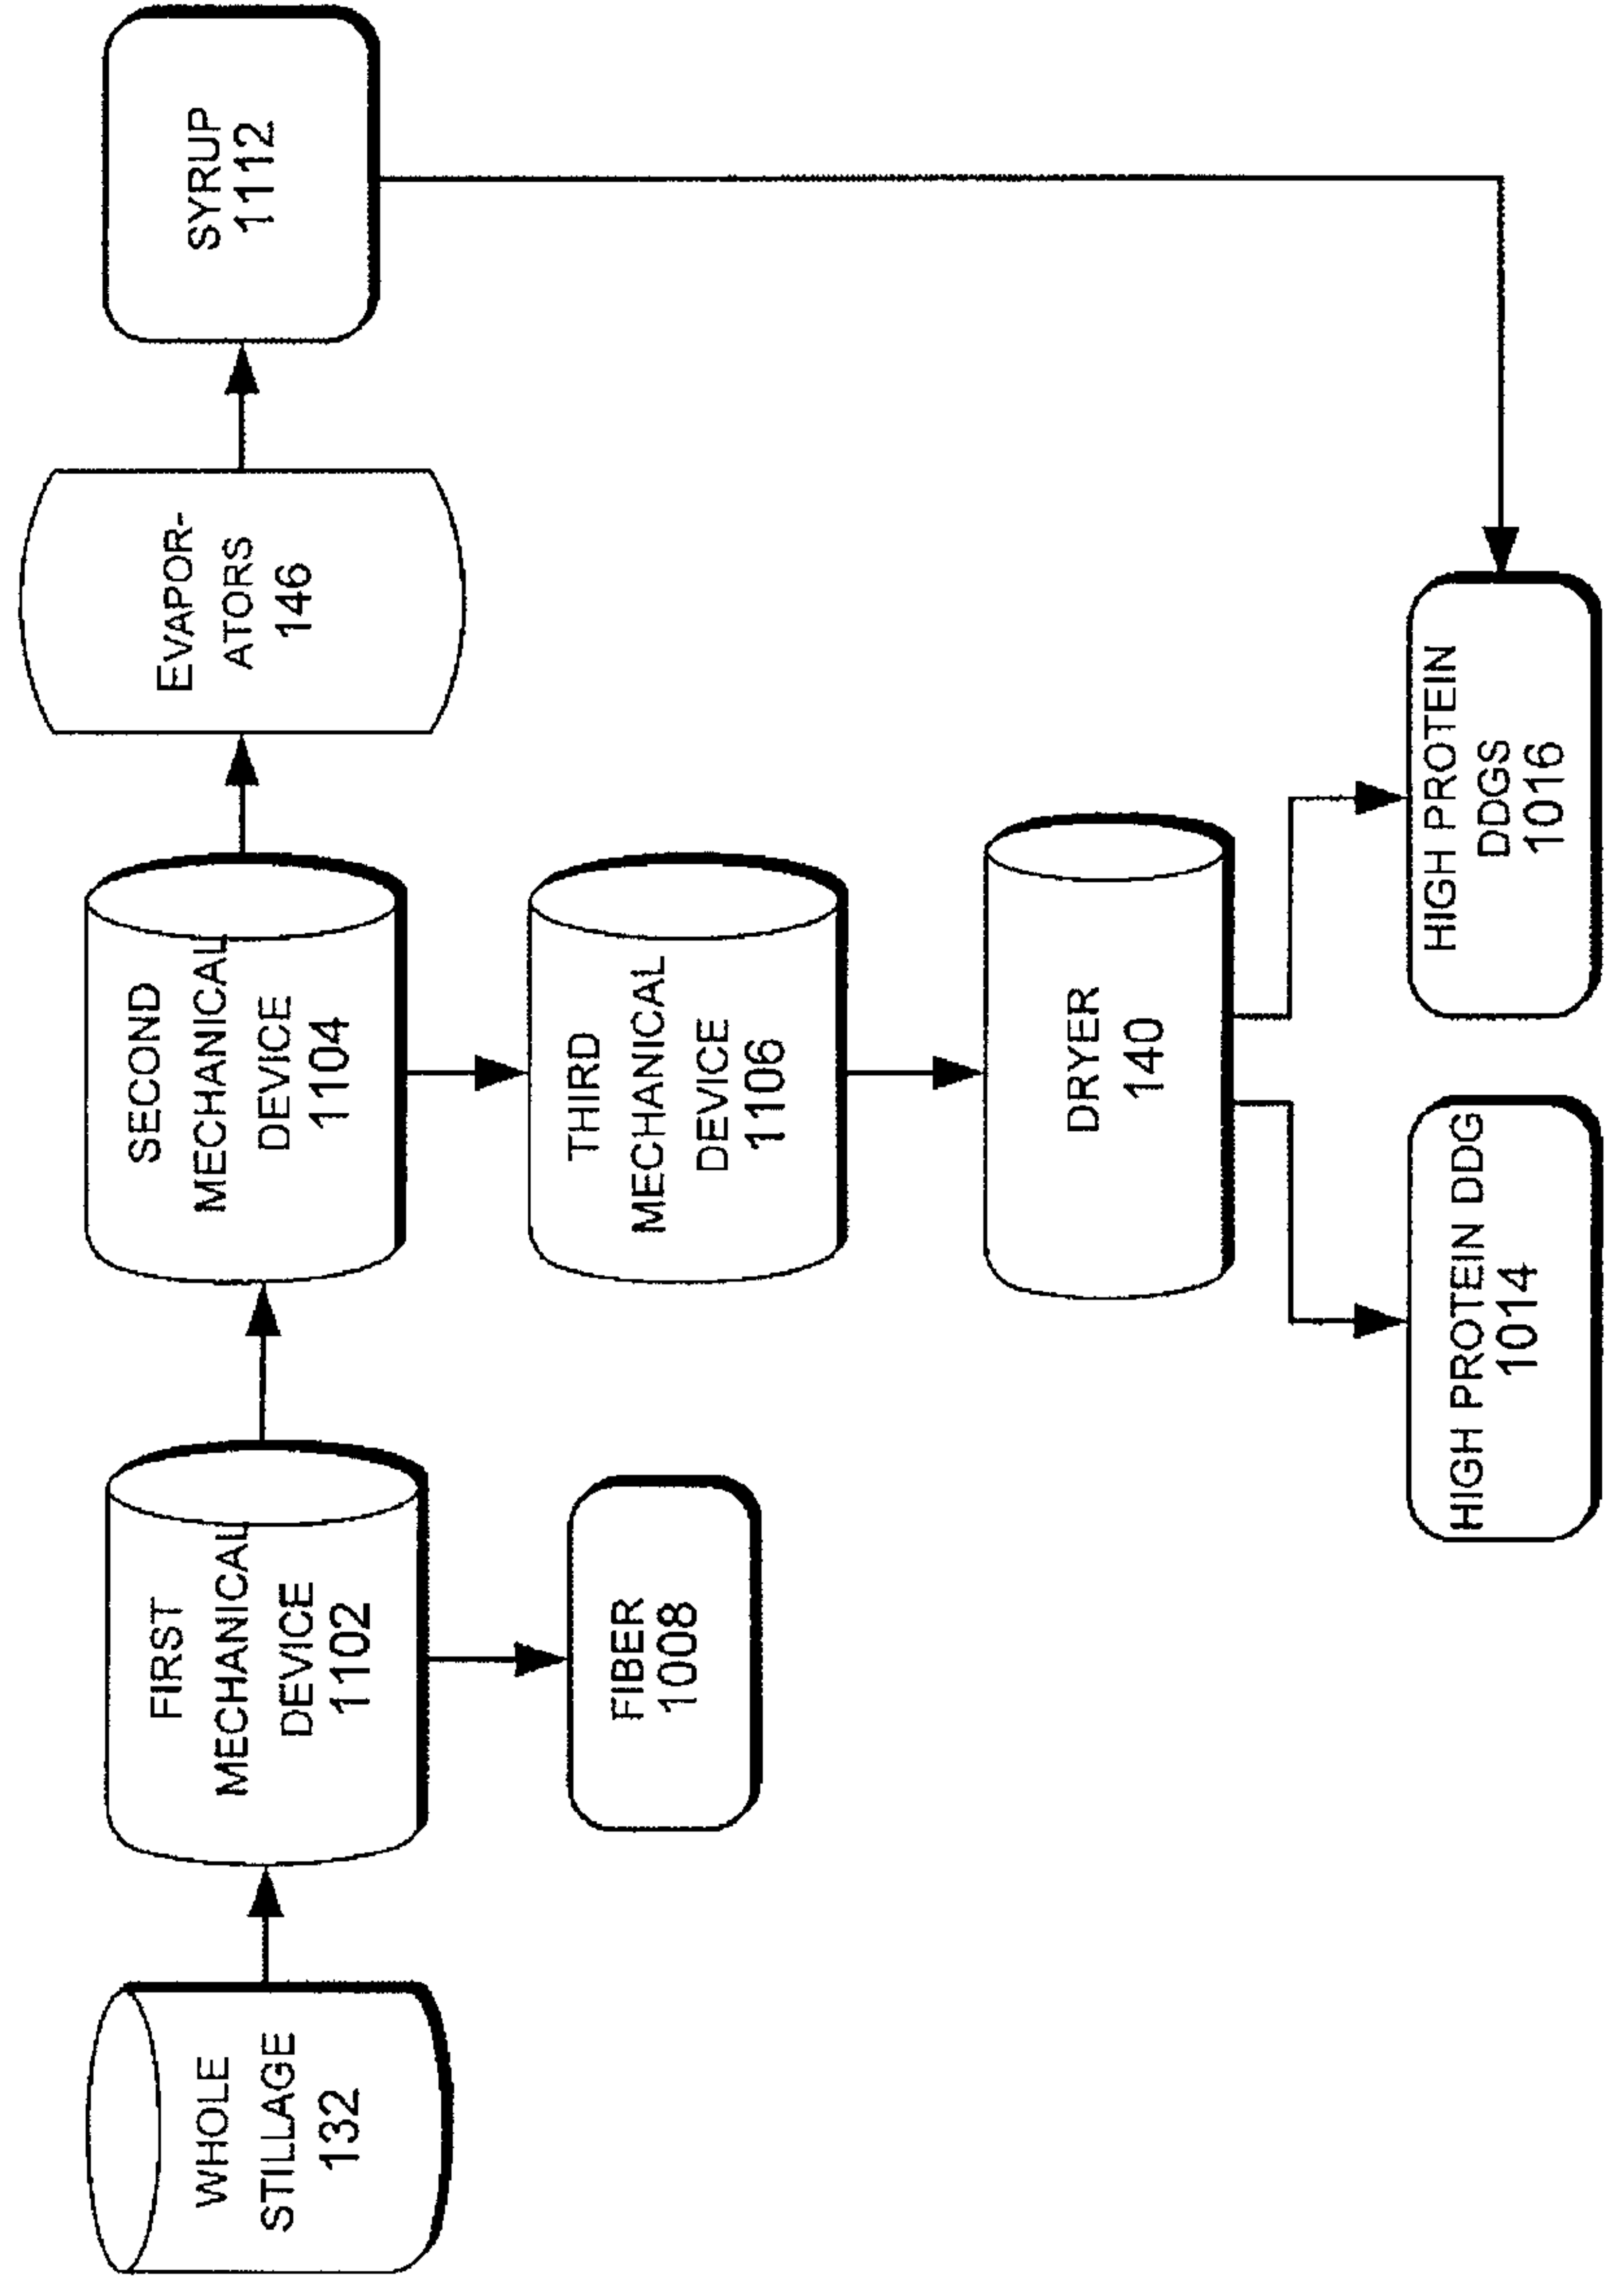 WHOLE
STILLAGE
132
FIRST
MECHANICAL
DEVICE
1102
FIBER
1008
SECOND
MECHANICAL
DEVICE
1104
THIRD
MECHANICAL
DEVICE
1106
EVAPOR-
ATORS
146
SYRUP
1112
DRYER
140
HIGH PROTEIN DDG
1014
HIGH PROTEIN
DDGS
1016